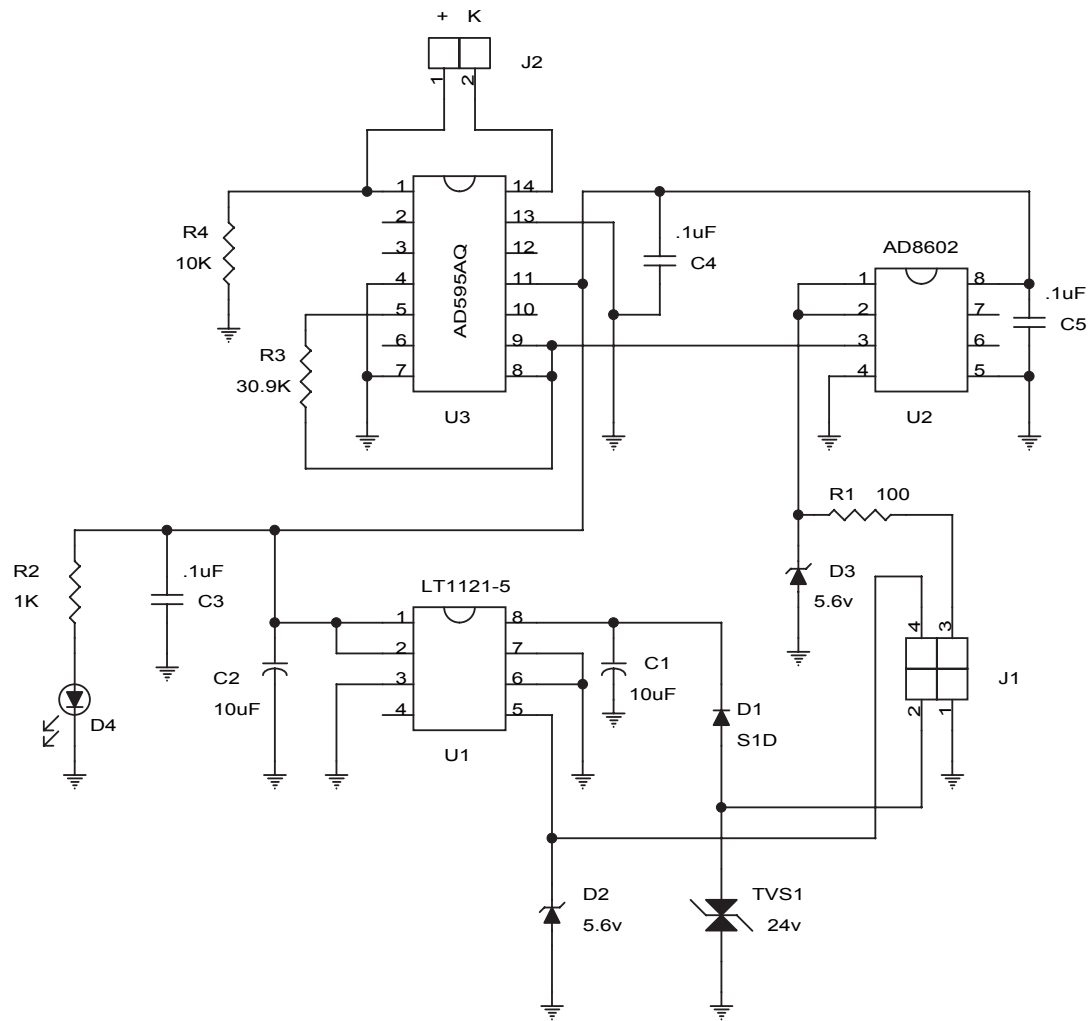 + K
J2
1 2
1 14
2 13
3 12
4 11
5 10
6 9
7 8
AD595AQ
U3
R4
10K
R3
30.9K
.1uF
C4
AD8602
1 8
2 7
3 6
4 5
U2
.1uF
C5
R1 100
D3
5.6v
R2
1K
.1uF
C3
D4
C2
10uF
LT1121-5
1 8
2 7
3 6
4 5
U1
C1
10uF
D1
S1D
4 3
2 1
J1
D2
5.6v
TVS1
24v